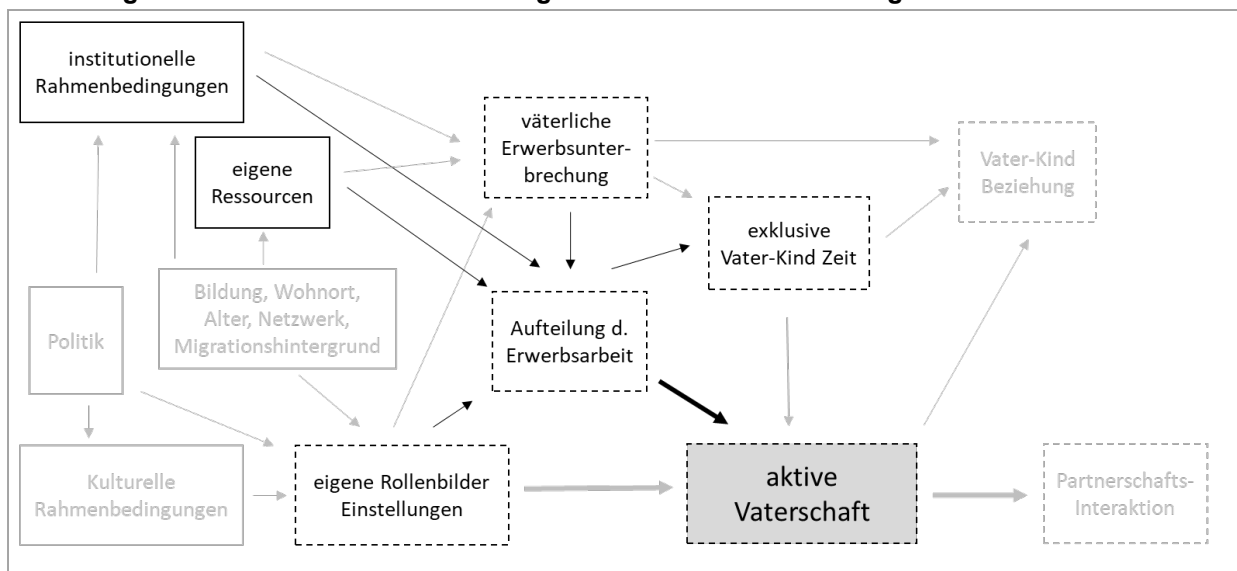 institutionelle
Rahmenbedingungen
väterliche
Erwerbsunter-
brechung
Vater-Kind
Beziehung
eigene
Ressourcen
exklusive
Vater-Kind Zeit
Bildung, Wohnort,
Alter, Netzwerk,
Migrationshintergrund
Politik
Aufteilung d.
Erwerbsarbeit
Kulturelle
Rahmenbedingungen
eigene Rollenbilder
Einstellungen
aktive
Vaterschaft
Partnerschafts-
Interaktion